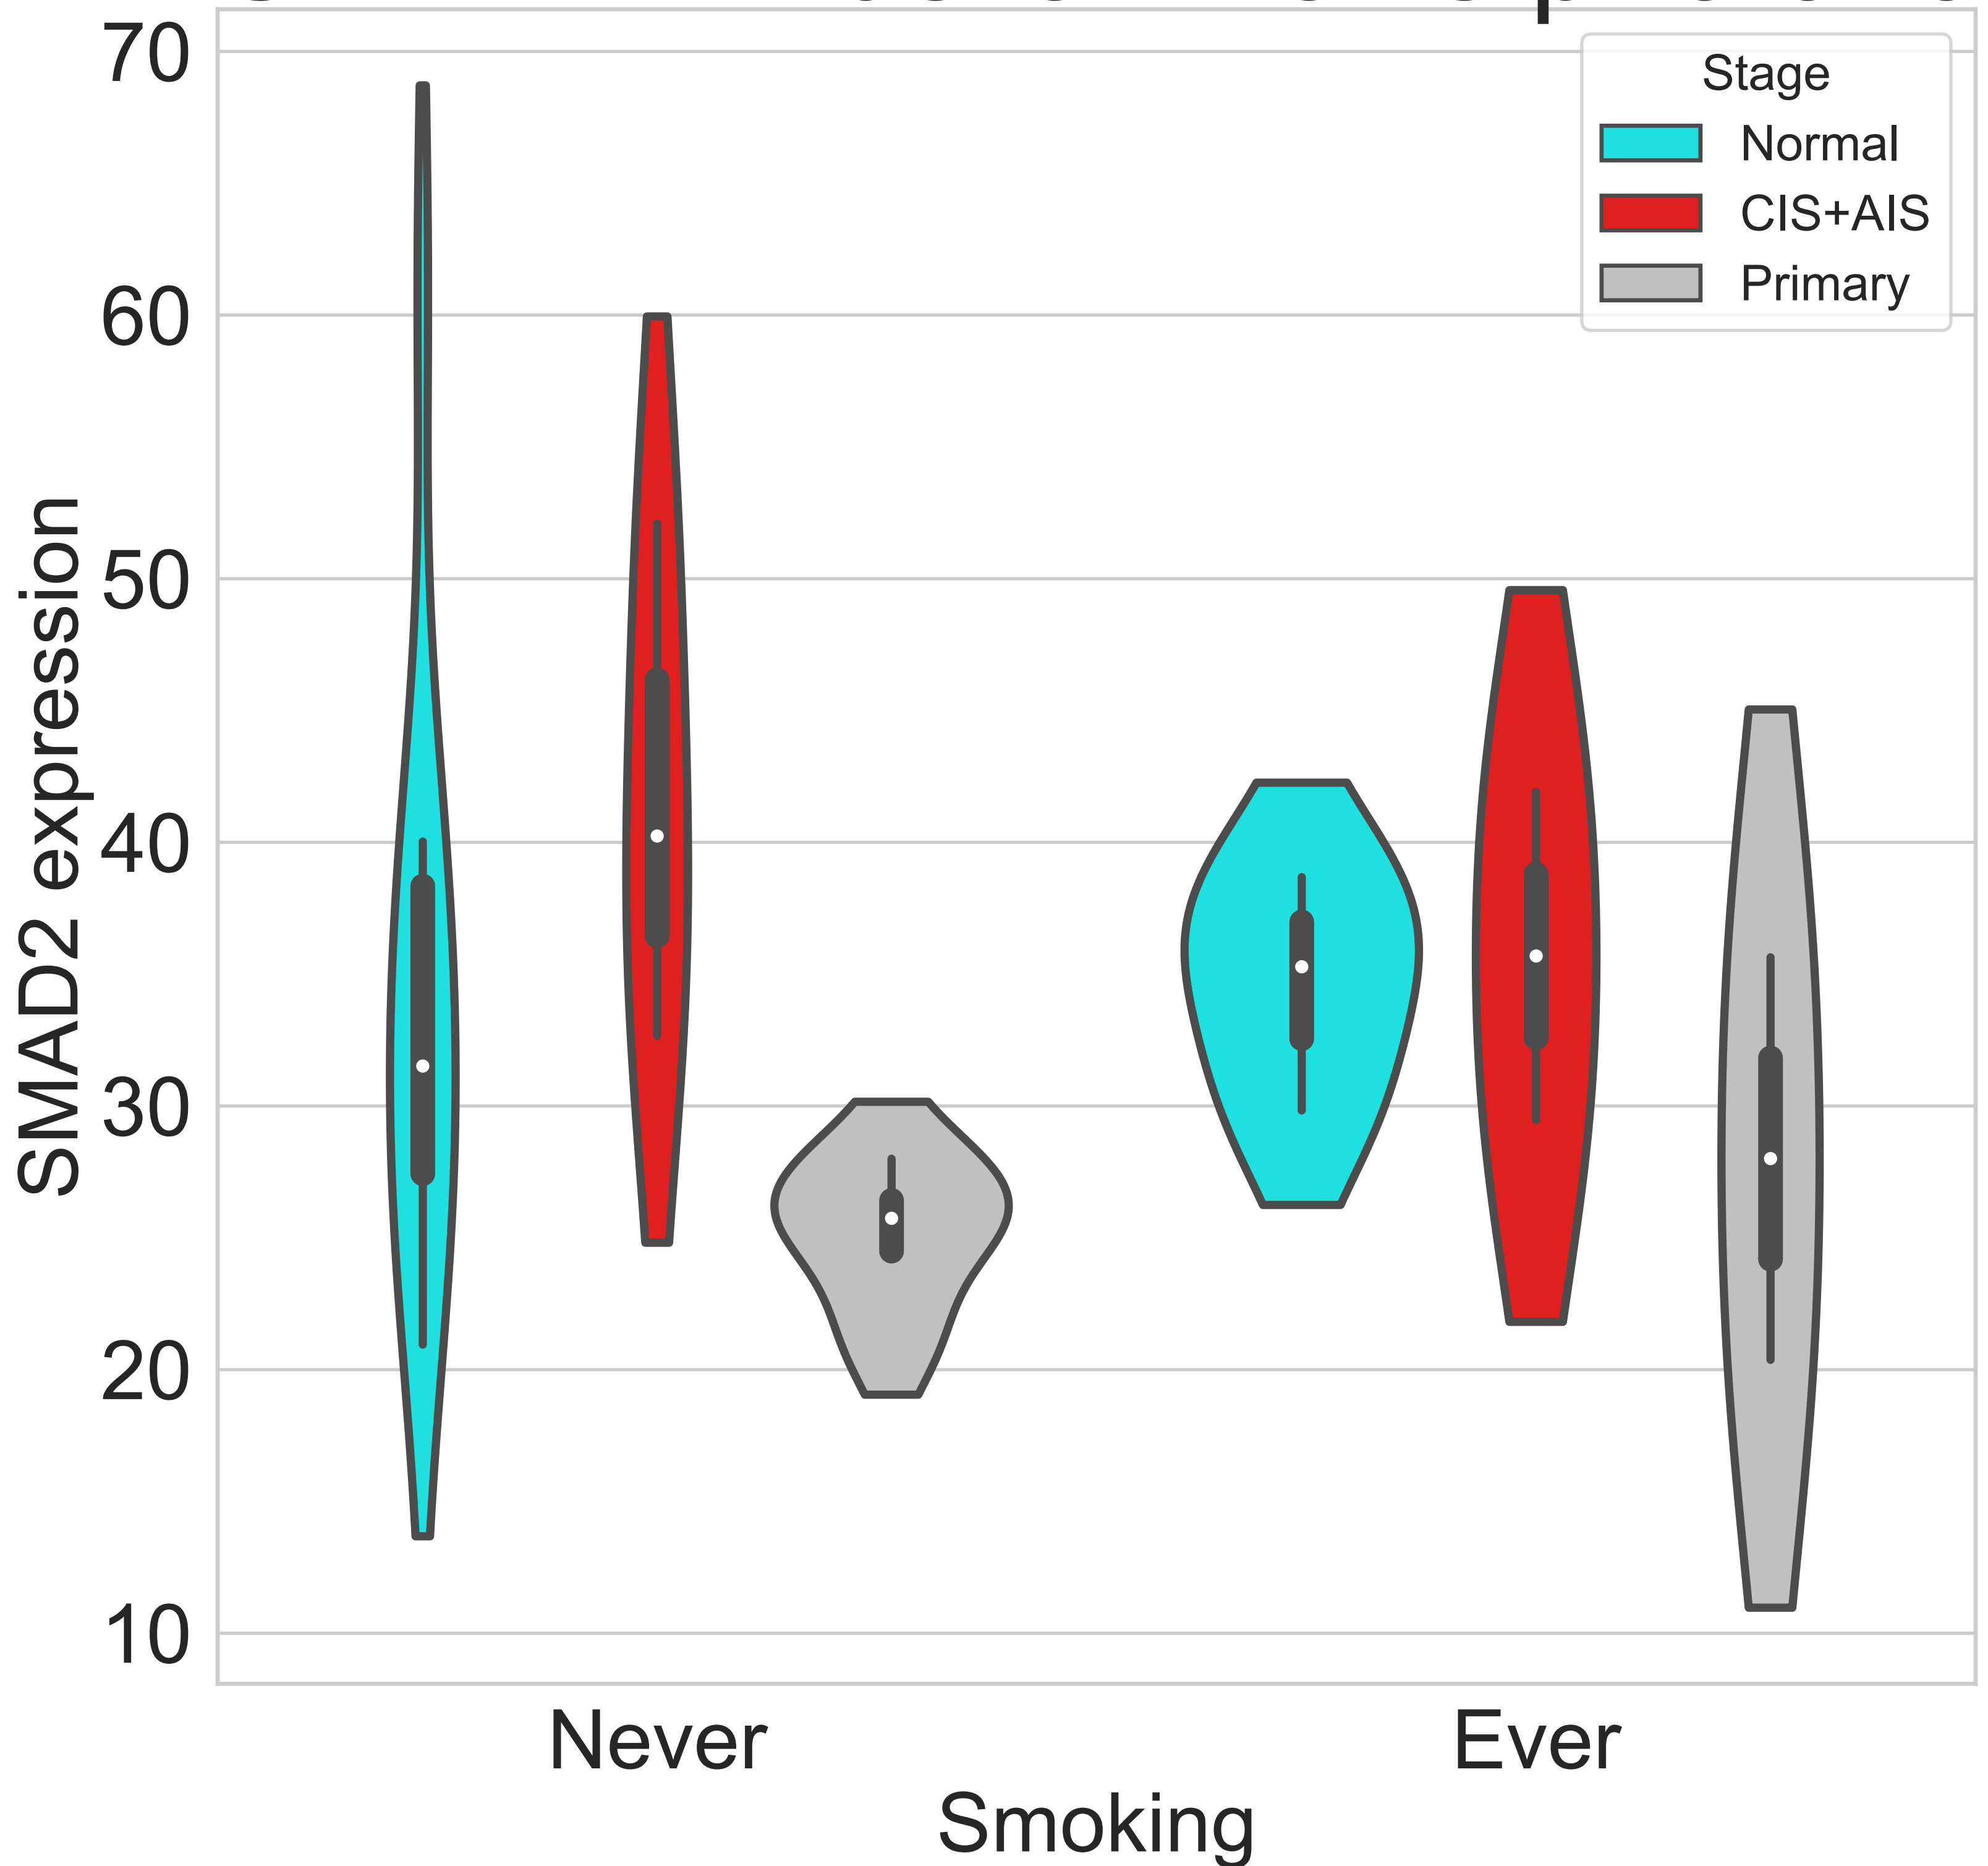 70
60
50
40
30
20
10
SMAD2 expression
Stage
Normal
CIS+AIS
Primary
Never
Ever
Smoking